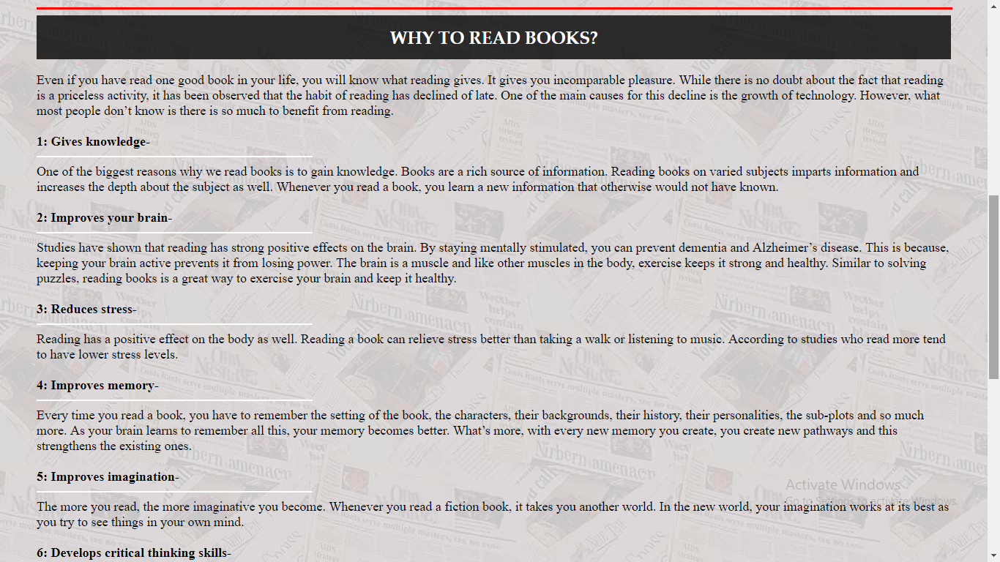 WHY TO READ BOOKS?
Even if you have read one good book in your life, you will know what reading gives. It gives you incomparable pleasure. While there is no doubt about the fact that reading
is a priceless activity, it has been observed that the habit of reading has declined of late. One of the main causes for this decline is the growth of technology. However, what
most people don’t know is there is so much to benefit from reading.
1: Gives knowledge-
One of the biggest reasons why we read books is to gain knowledge. Books are a rich source of information. Reading books on varied subjects imparts information and
increases the depth about the subject as well. Whenever you read a book, you learn a new information that otherwise would not have known.
2: Improves your brain-
Studies have shown that reading has strong positive effects on the brain. By staying mentally stimulated, you can prevent dementia and Alzheimer’s disease. This is because,
keeping your brain active prevents it from losing power. The brain is a muscle and like other muscles in the body, exercise keeps it strong and healthy. Similar to solving
puzzles, reading books is a great way to exercise your brain and keep it healthy.
3: Reduces stress-
Reading has a positive effect on the body as well. Reading a book can relieve stress better than taking a walk or listening to music. According to studies who read more tend
to have lower stress levels.
4: Improves memory-
Every time you read a book, you have to remember the setting of the book, the characters, their backgrounds, their history, their personalities, the sub-plots and so much
more. As your brain learns to remember all this, your memory becomes better. What’s more, with every new memory you create, you create new pathways and this
strengthens the existing ones.
5: Improves imagination-
Activate Windows
Go to Settings to activate Windows.
The more you read, the more imaginative you become. Whenever you read a fiction book, it takes you another world. In the new world, your imagination works at its best as
you try to see things in your own mind.
6: Develops critical thinking skills-